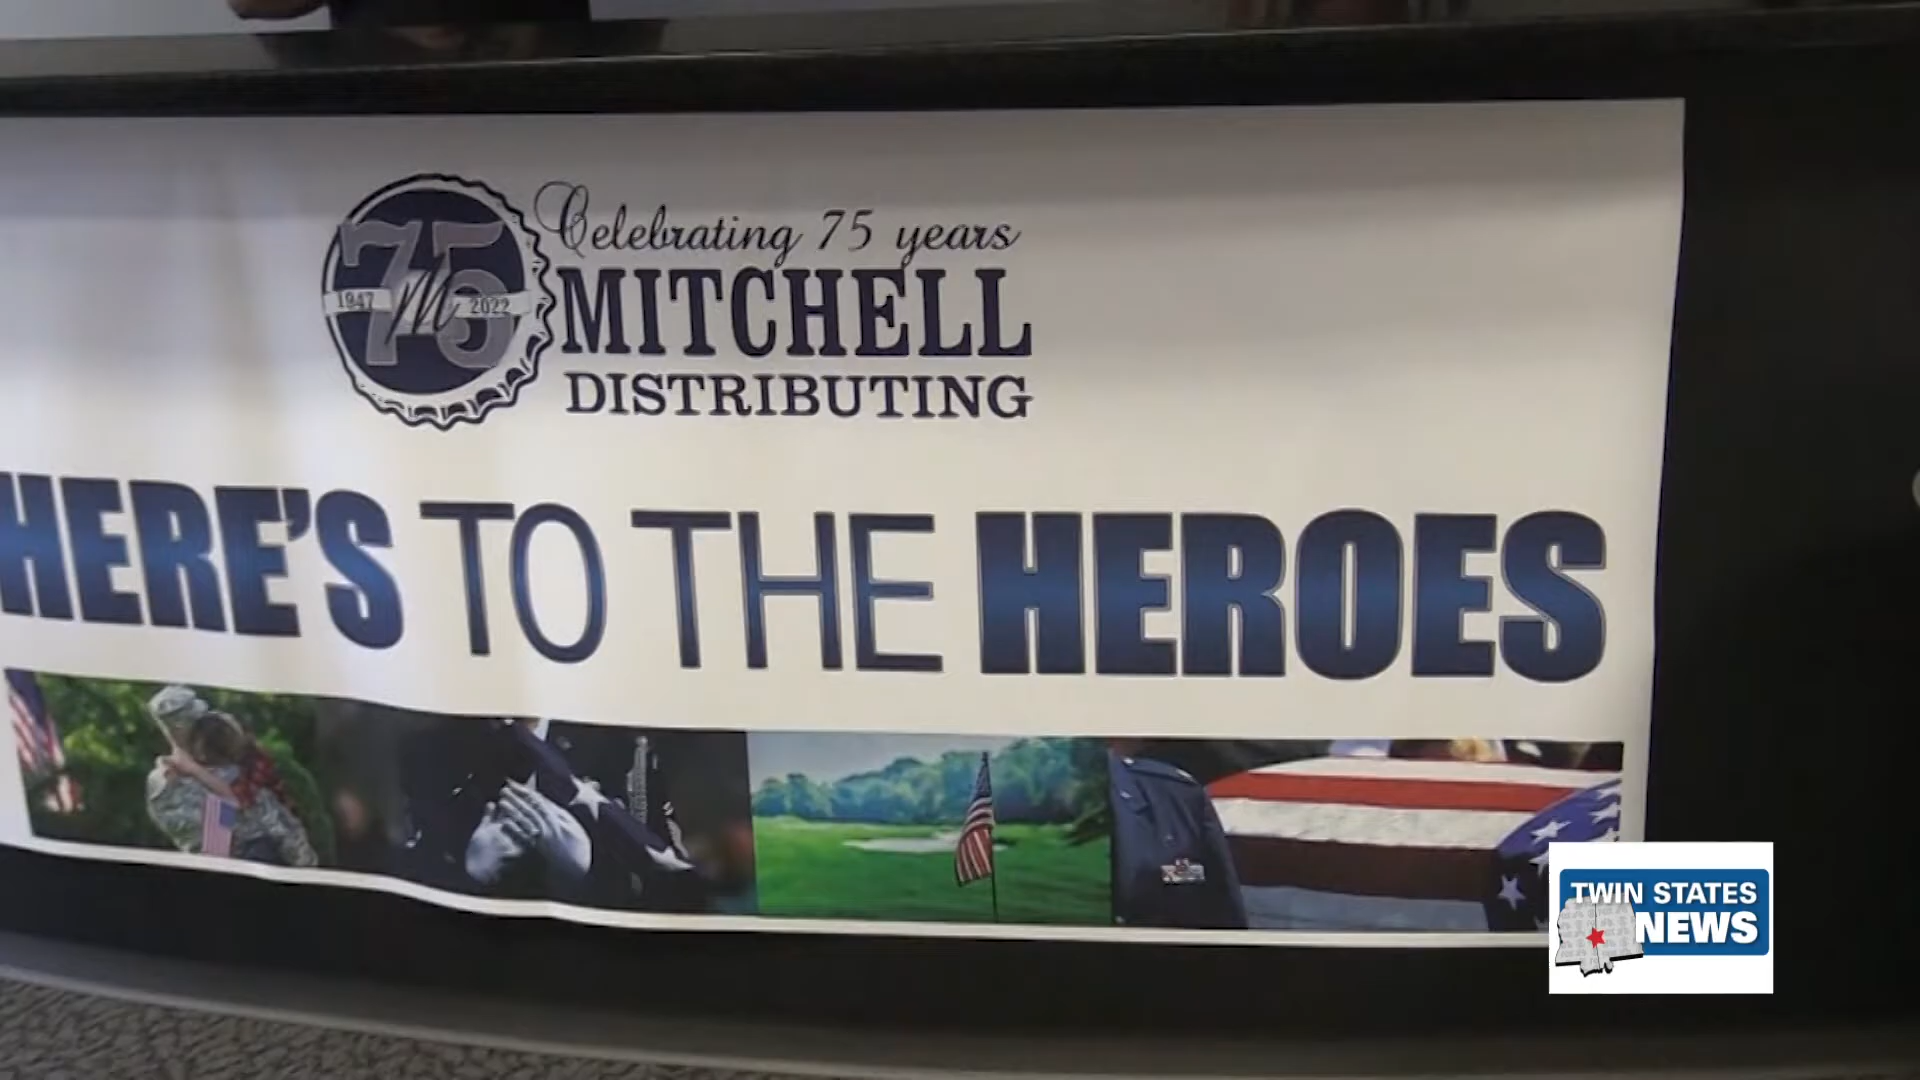 Celebrating 75 years
75
1947 M 2022
MITCHELL
DISTRIBUTING
HERE'S TO THE HEROES
TWIN STATES
NEWS